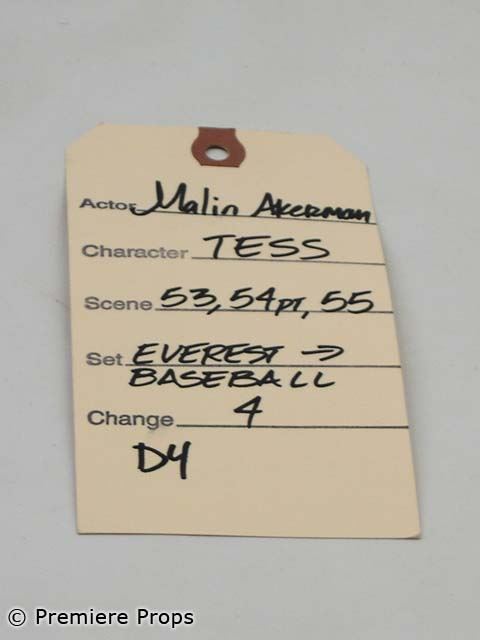 Actor Malin Akerman
Character TESS
Scene 53, 54PT, 55
Set EVEREST →
BASEBALL
Change 4
D4
© Premiere Props